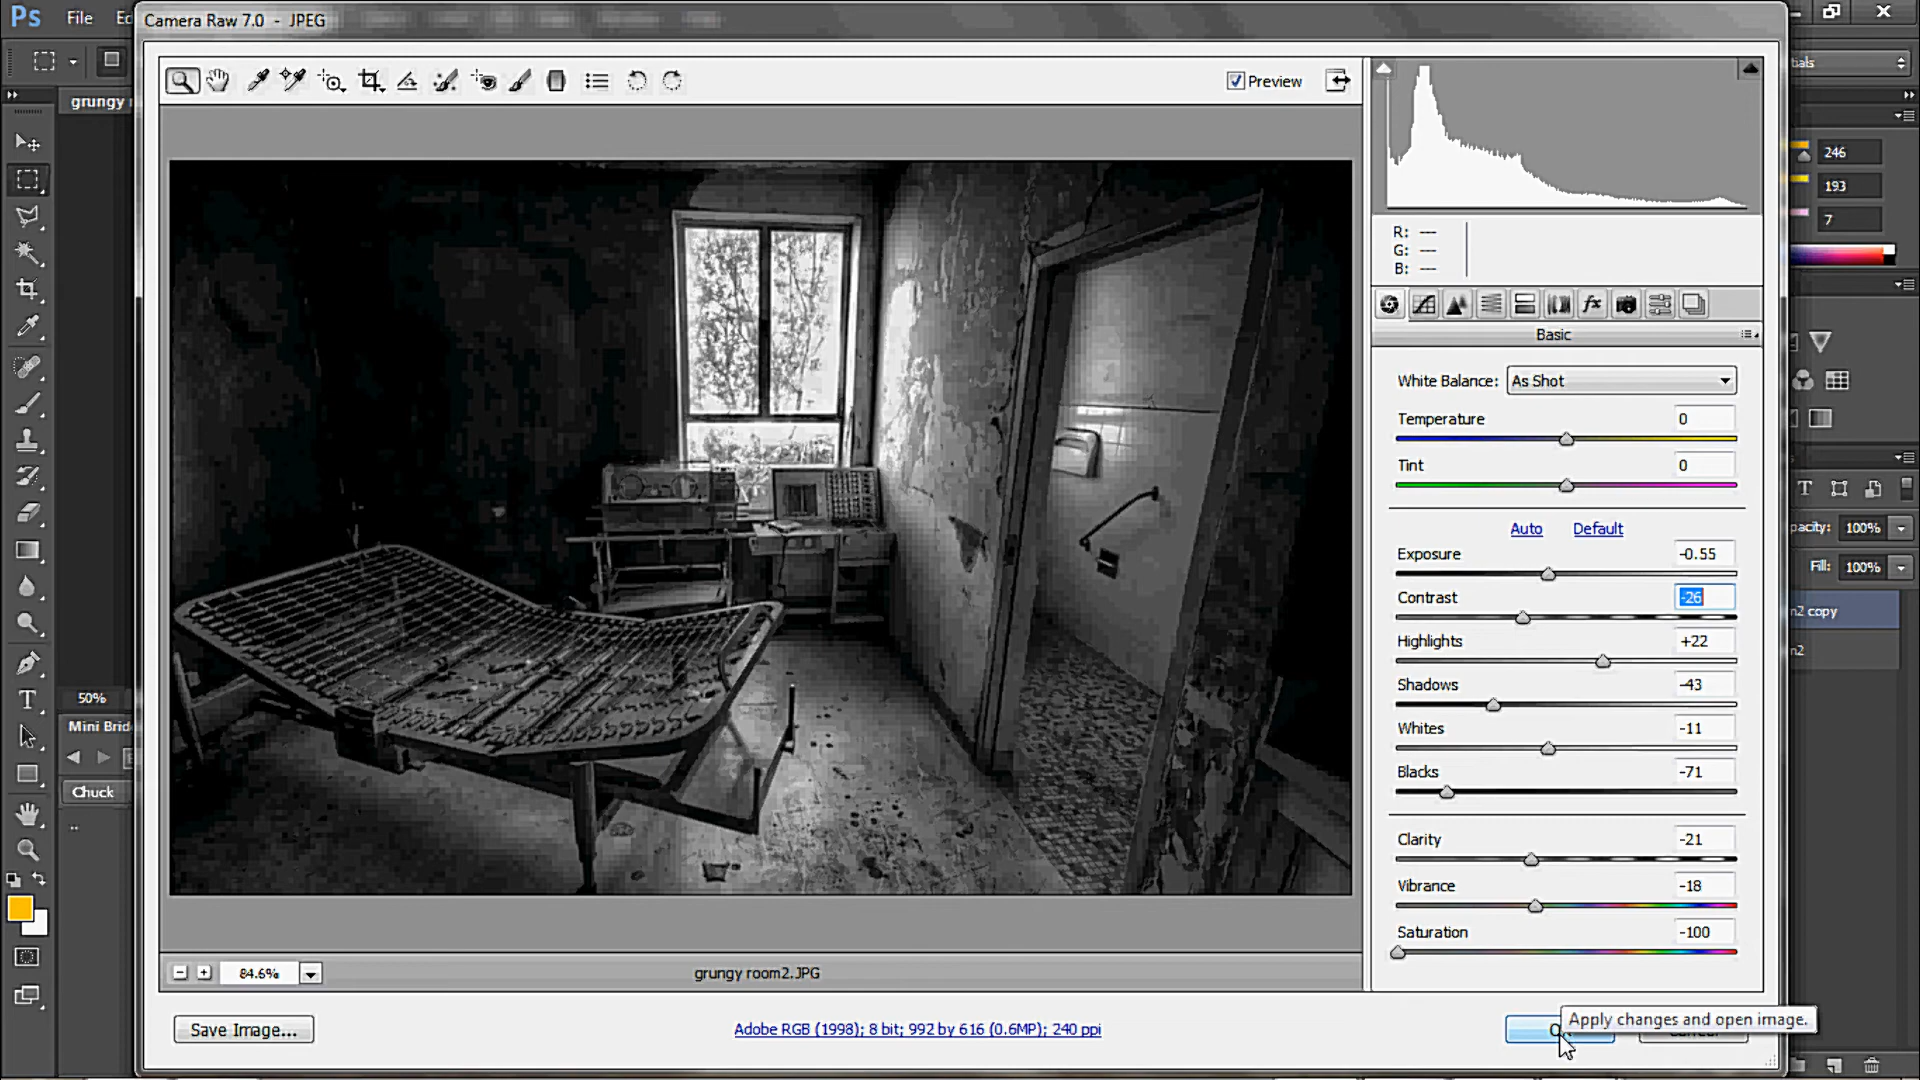 Ps File
Camera Raw 7.0 - JPEG
grungy
Preview
R: ---
G: ---
B: ---
246
193
7
Basic
White Balance: As Shot
Temperature 0
Tint 0
Auto Default
Exposure -0.55
Contrast -26
Highlights +22
Shadows -43
Whites -11
Blacks -71
Clarity -21
Vibrance -18
Saturation -100
100%
Fill: 100%
copy
50%
Mini Brid
Chuck
..
84.6%
grungy room2.JPG
Save Image...
Adobe RGB (1998); 8 bit; 992 by 616 (0.6MP); 240 ppi
Apply changes and open image.